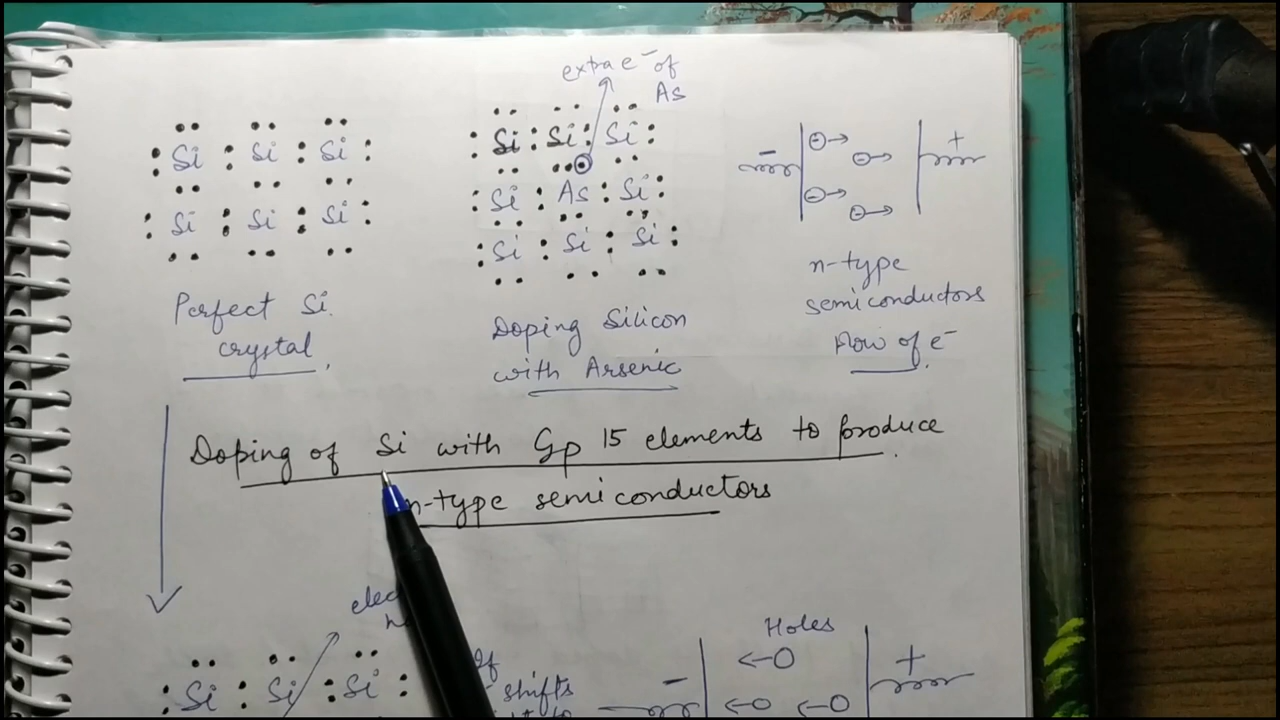 extra e⁻ of
As
Si : Si : Si :
: Si : Si : Si :
: Si : As : Si :
: Si : Si : Si :
: Si : Si : Si :
- ⊖→ ⊖→ +
⊖→ ⊖→
Perfect Si
crystal.
Doping Silicon
with Arsenic
n-type
semiconductors
Flow of e⁻.
Doping of Si with Gp 15 elements to produce.
n-type semiconductors
: Si : Si : Si :
of
shifts
Holes
- +